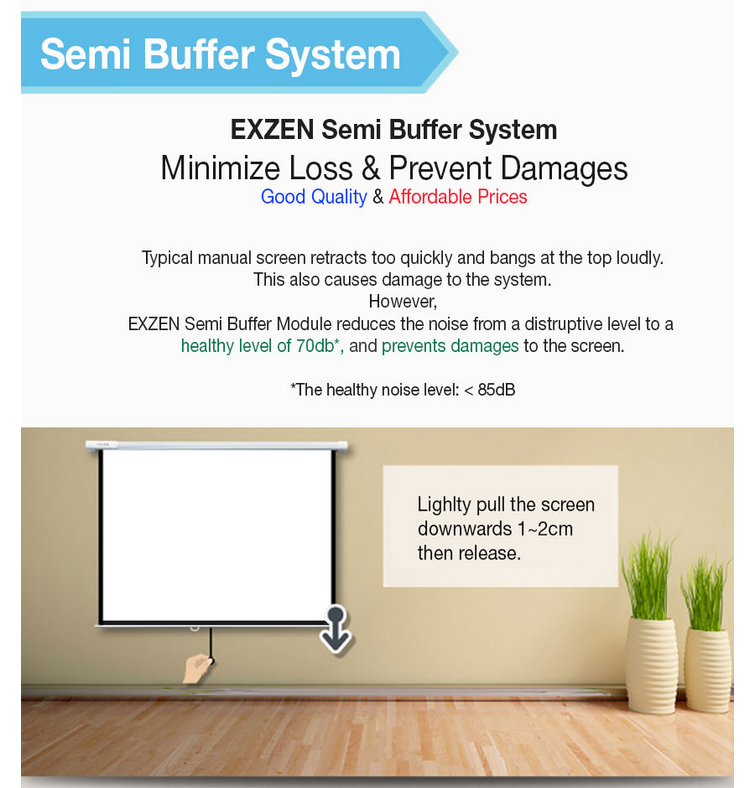 Semi Buffer System
EXZEN Semi Buffer System
Minimize Loss & Prevent Damages
Good Quality & Affordable Prices
Typical manual screen retracts too quickly and bangs at the top loudly.
This also causes damage to the system.
However,
EXZEN Semi Buffer Module reduces the noise from a distruptive level to a
healthy level of 70db*, and prevents damages to the screen.
*The healthy noise level: < 85dB
Lighlty pull the screen
downwards 1~2cm
then release.